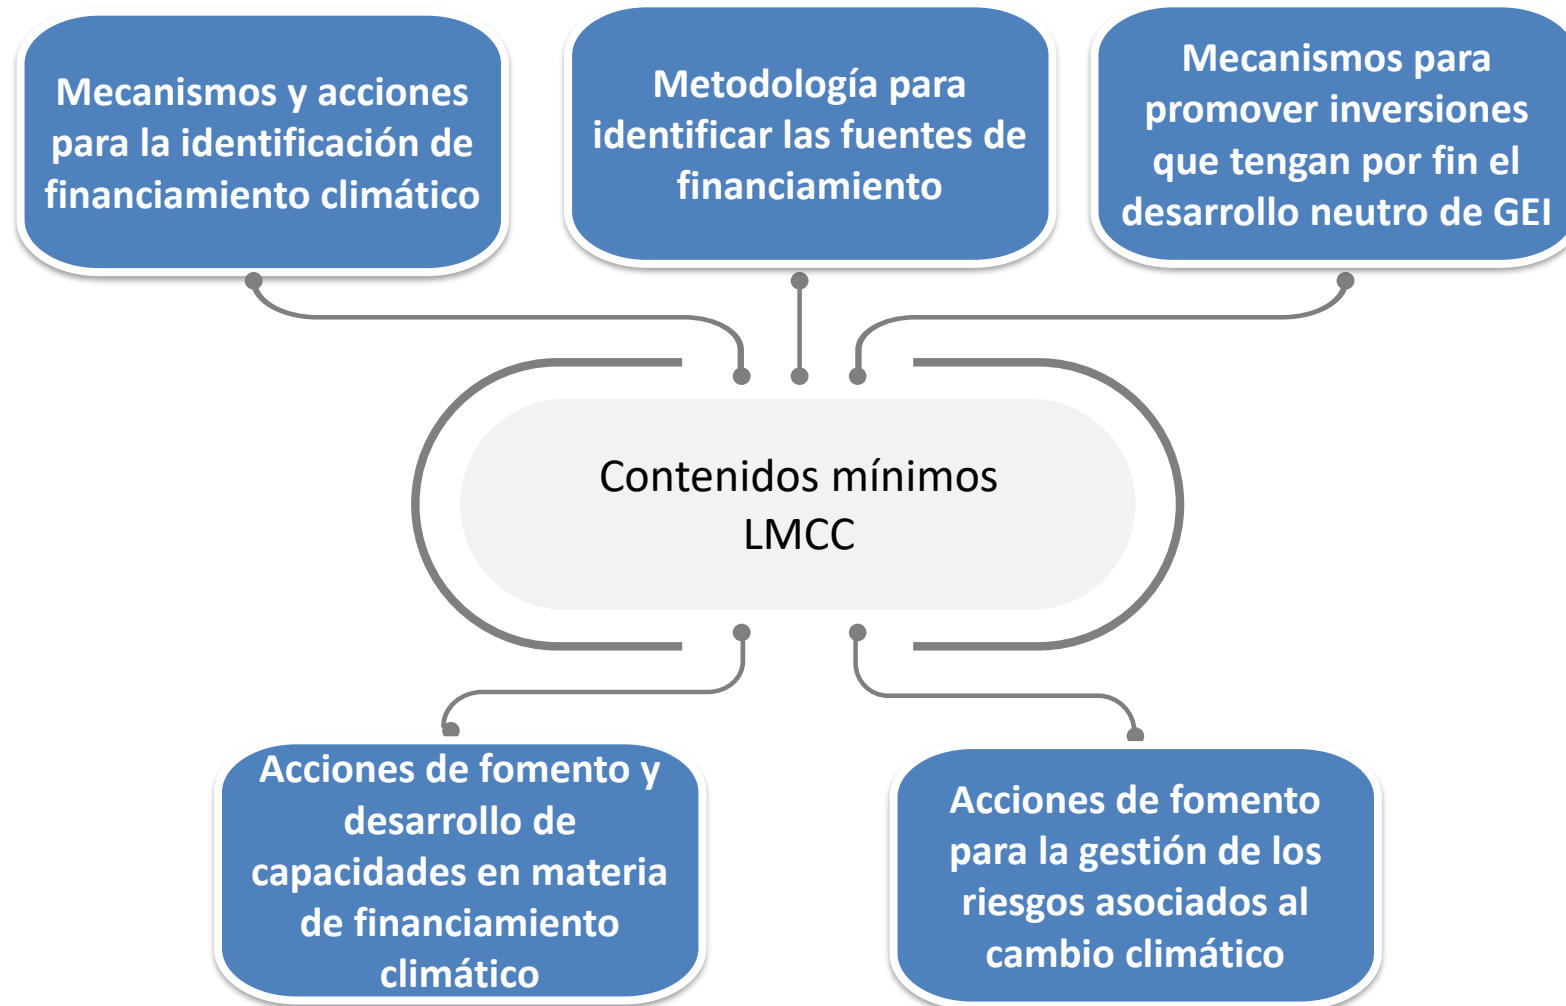 Mecanismos y acciones
para la identificación de
financiamiento climático
Metodología para
identificar las fuentes de
financiamiento
Mecanismos para
promover inversiones
que tengan por fin el
desarrollo neutro de GEI
Contenidos mínimos
LMCC
Acciones de fomento y
desarrollo de
capacidades en materia
de financiamiento
climático
Acciones de fomento
para la gestión de los
riesgos asociados al
cambio climático